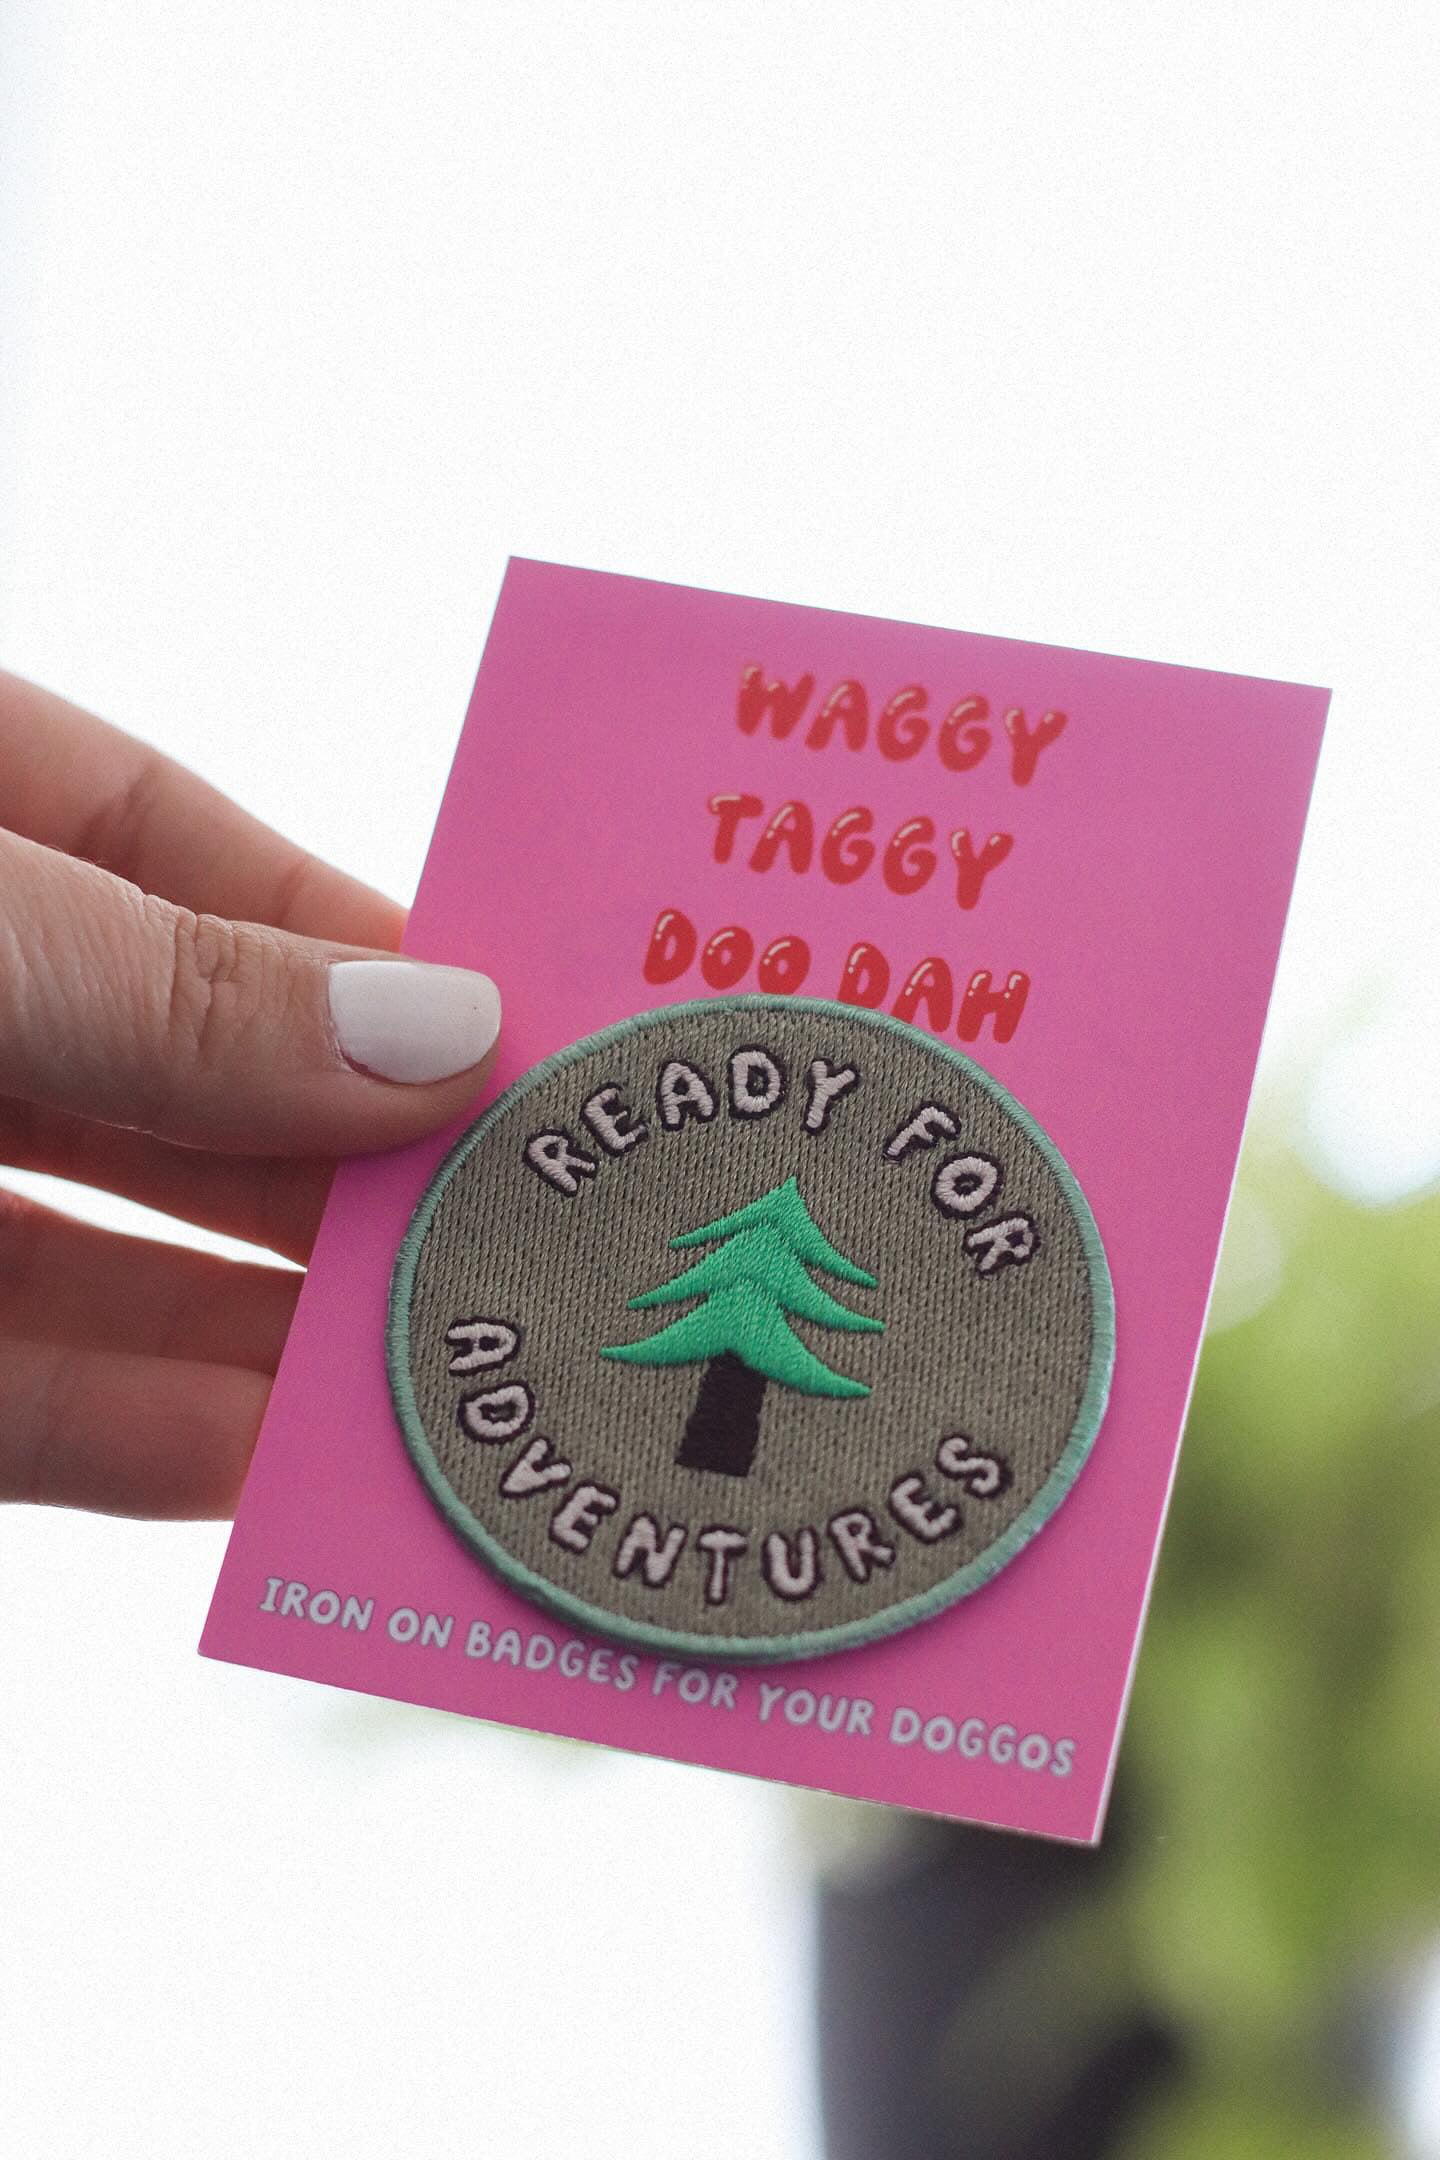 WAGGY
TAGGY
DOO DAH
READY FOR
ADVENTURES
IRON ON BADGES FOR YOUR DOGGOS